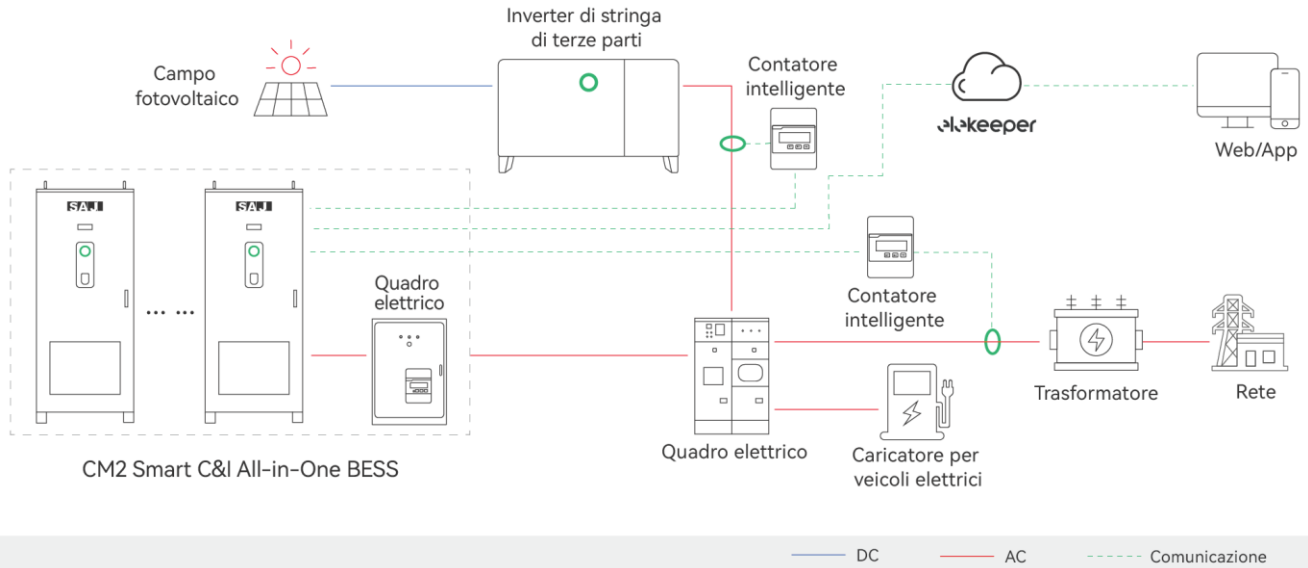 Inverter di stringa
di terze parti
Campo
fotovoltaico
Contatore
intelligente
elekeeper
Web/App
SAJ
SAJ
Quadro
elettrico
... ...
Contatore
intelligente
Trasformatore
Rete
Quadro elettrico
Caricatore per
veicoli elettrici
CM2 Smart C&I All-in-One BESS
DC
AC
Comunicazione